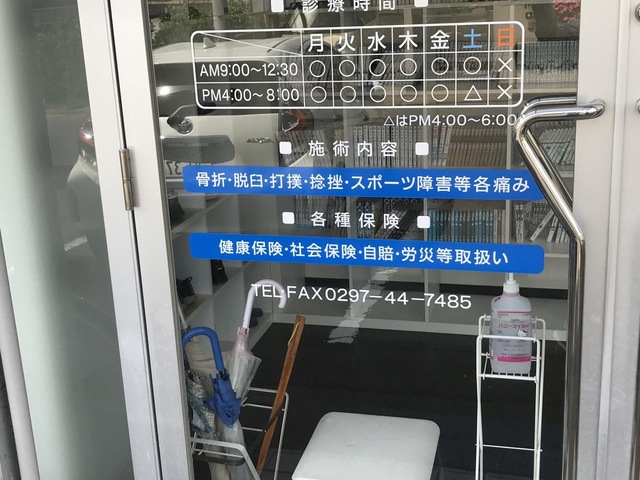 ■ 診療時間 ■
月 火 水 木 金 土 日
AM9:00~12:30 ○ ○ ○ ○ ○ ○ ×
PM4:00~8:00 ○ ○ ○ ○ ○ △ ×
△はPM4:00~6:00
■ 施術内容 ■
骨折・脱臼・打撲・捻挫・スポーツ障害等各痛み
■ 各種保険 ■
健康保険・社会保険・自賠・労災等取扱い
TEL・FAX0297-44-7485